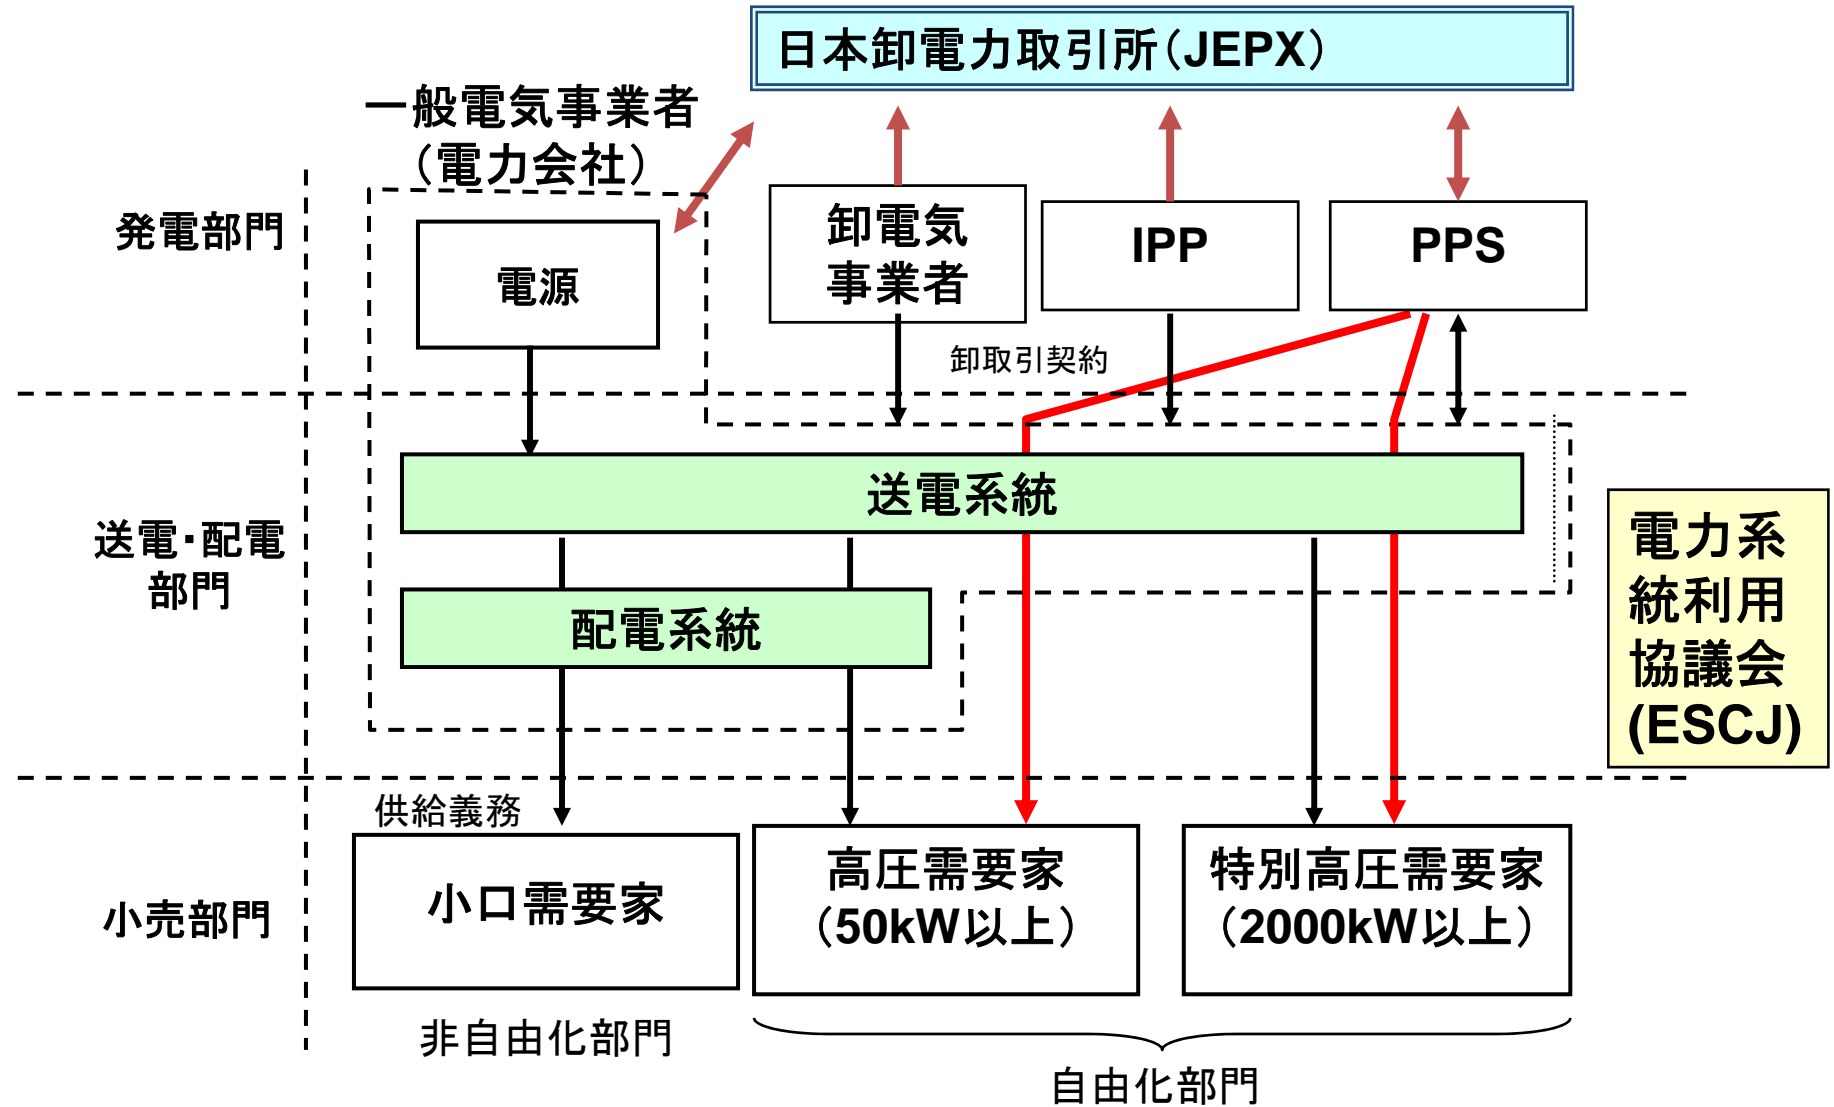 日本卸電力取引所（JEPX）
一般電気事業者
（電力会社）
発電部門
電源
卸電気
事業者
IPP
PPS
卸取引契約
送電系統
送電・配電
部門
配電系統
電力系
統利用
協議会
(ESCJ)
供給義務
小売部門
小口需要家
高圧需要家
（50kW以上）
特別高圧需要家
（2000kW以上）
非自由化部門
自由化部門